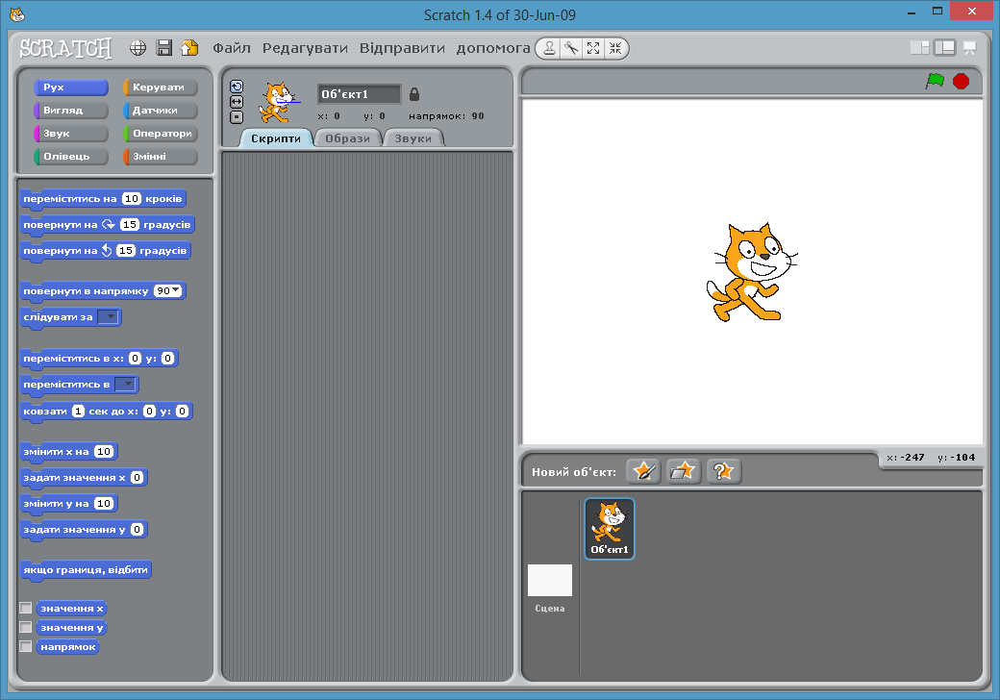 Scratch 1.4 of 30-Jun-09
SCRATCH Файл Редагувати Відправити допомога
Рух Керувати
Вигляд Датчики
Звук Оператори
Олівець Змінні
Об'єкт1
x: 0 y: 0 напрямок: 90
Скрипти Образи Звуки
переміститись на 10 кроків
повернути на 15 градусів
повернути на 15 градусів
повернути в напрямку 90
слідувати за
переміститись в x: 0 y: 0
переміститись в
ковзати 1 сек до x: 0 y: 0
змінити x на 10
задати значення x 0
змінити y на 10
задати значення y 0
якщо границя, відбити
значення x
значення y
напрямок
x: -247 y: -104
Новий об'єкт:
Об'єкт1
Сцена